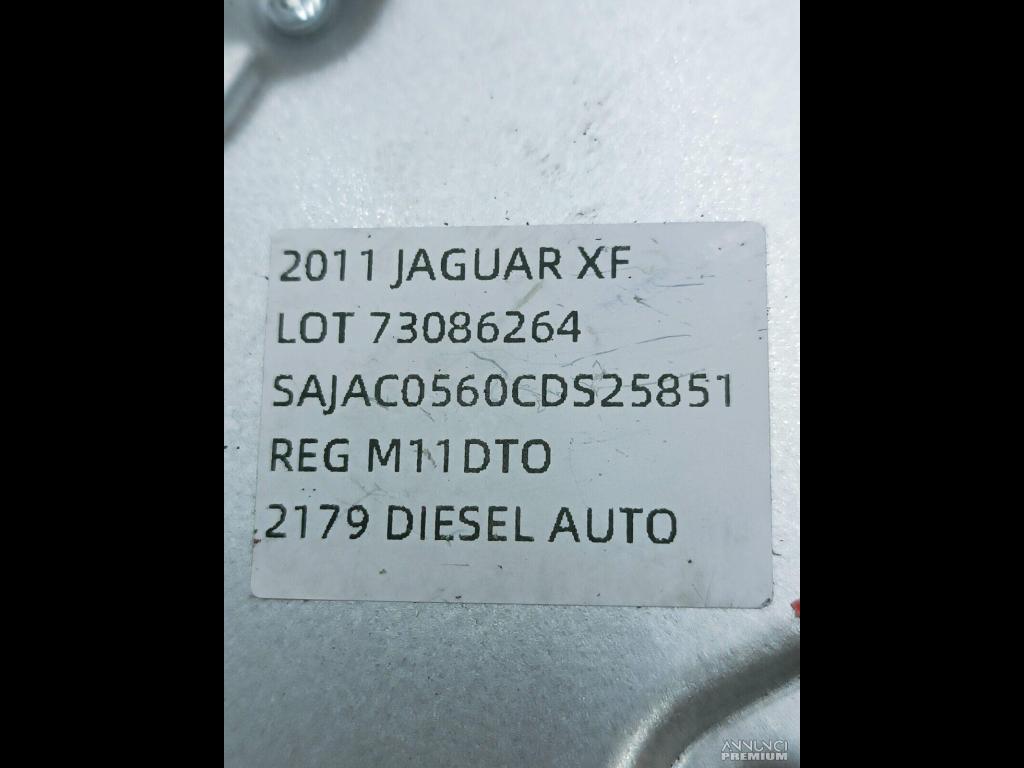 2011 JAGUAR XF
LOT 73086264
SAJAC0560CDS25851
REG M11DTO
2179 DIESEL AUTO
ANNUNCI
PREMIUM